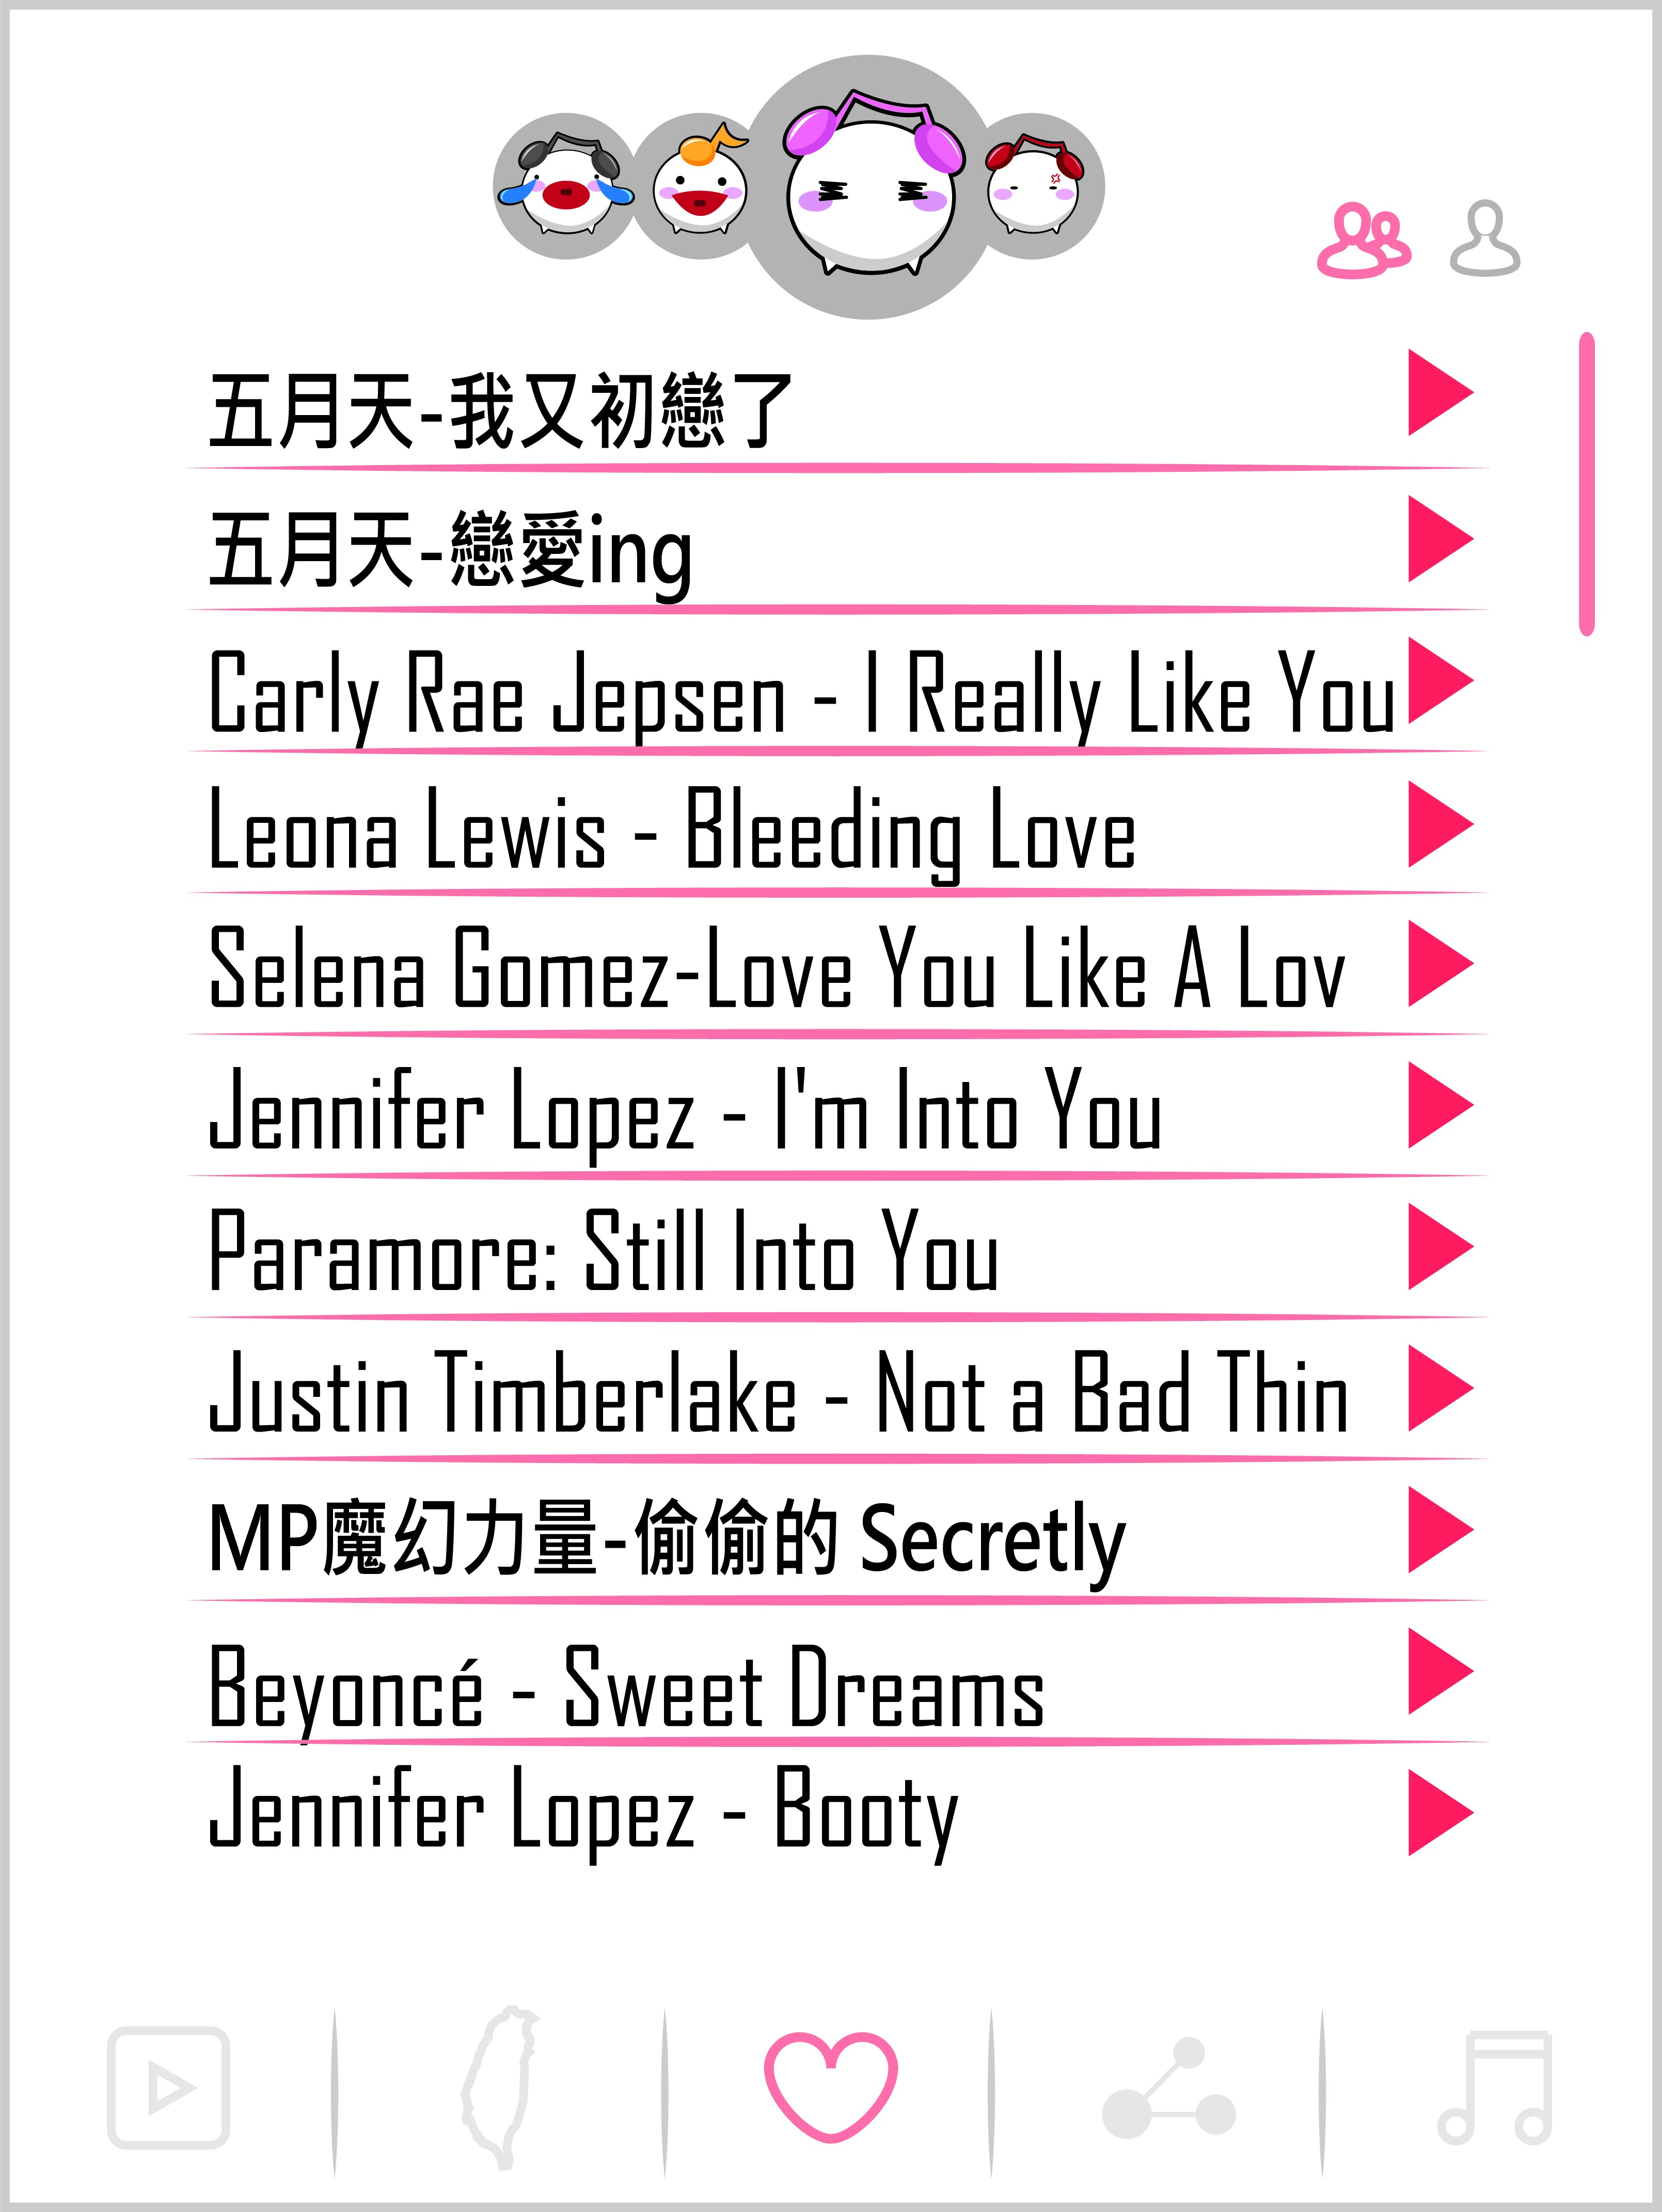 五月天-我又初戀了
五月天-戀愛ing
Carly Rae Jepsen - I Really Like You
Leona Lewis - Bleeding Love
Selena Gomez-Love You Like A Lov
Jennifer Lopez - I'm Into You
Paramore: Still Into You
Justin Timberlake - Not a Bad Thin
MP魔幻力量-偷偷的 Secretly
Beyoncé - Sweet Dreams
Jennifer Lopez - Booty